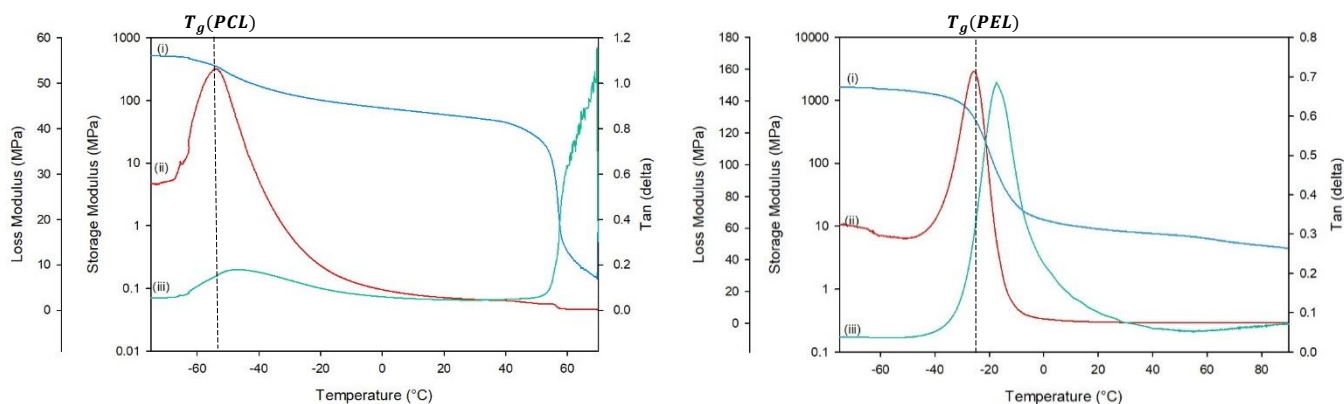 T_g(PCL)
60
50
40
30
20
10
0
Loss Modulus (MPa)
1000
100
10
1
0.1
0.01
Storage Modulus (MPa)
(i)
(ii)
(iii)
1.2
1.0
0.8
0.6
0.4
0.2
0.0
Tan (delta)
-60 -40 -20 0 20 40 60
Temperature (°C)
T_g(PEL)
180
160
140
120
100
80
60
40
20
0
Loss Modulus (MPa)
10000
1000
100
10
1
0.1
Storage Modulus (MPa)
(i)
(ii)
(iii)
0.8
0.7
0.6
0.5
0.4
0.3
0.2
0.1
0.0
Tan (delta)
-60 -40 -20 0 20 40 60 80
Temperature (°C)